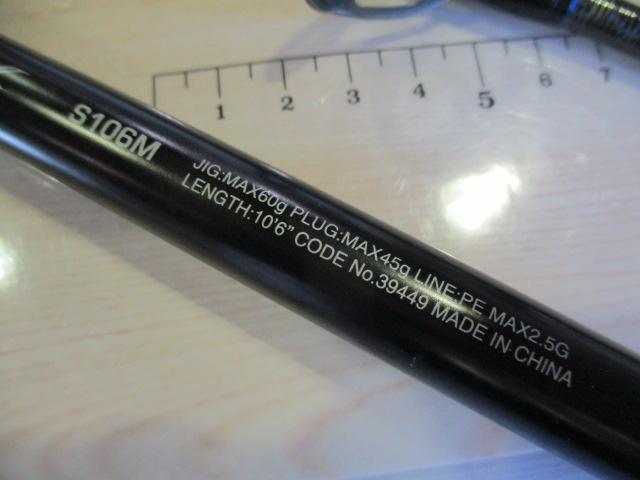 1 2 3 4 5 6 7
S106M
JIG:MAX60g PLUG:MAX45g LINE:PE MAX2.5G
LENGTH:10'6" CODE No.39449 MADE IN CHINA